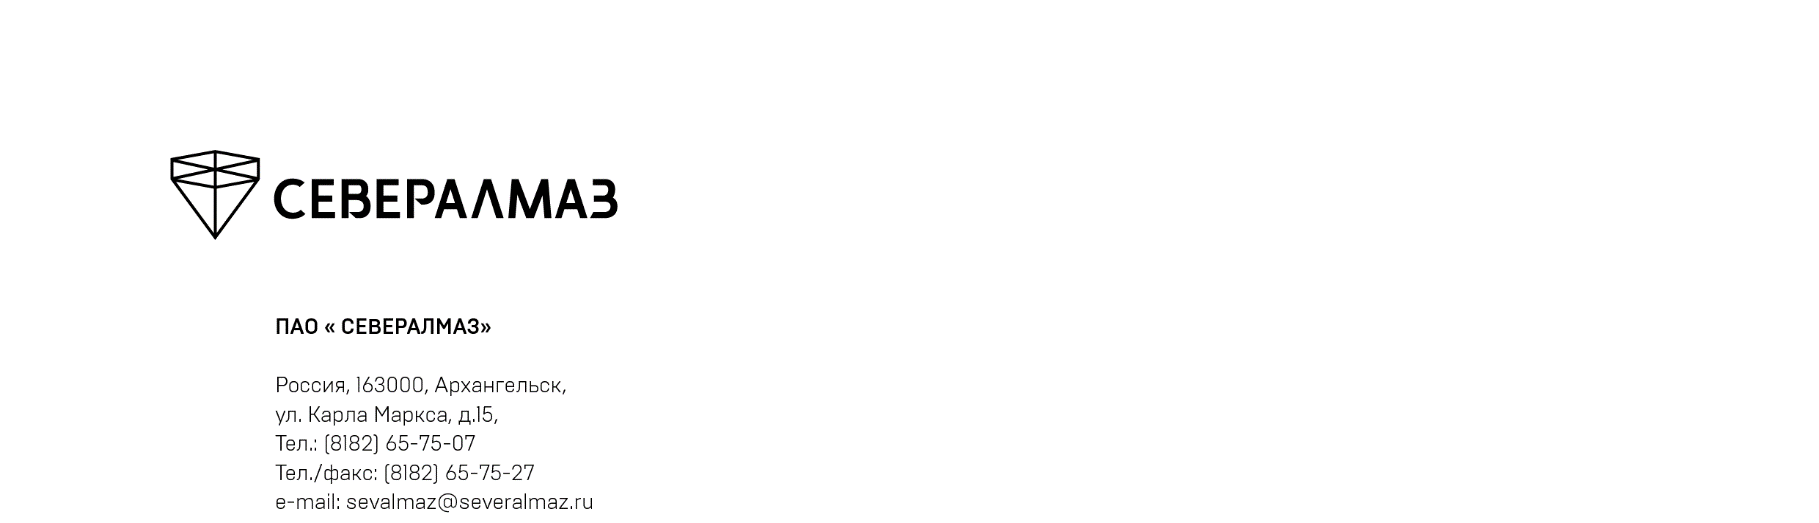 СЕВЕРАЛМАЗ
ПАО « СЕВЕРАЛМАЗ»
Россия, 163000, Архангельск,
ул. Карла Маркса, д.15,
Тел.: (8182) 65-75-07
Тел./факс: (8182) 65-75-27
e-mail: sevalmaz@severalmaz.ru